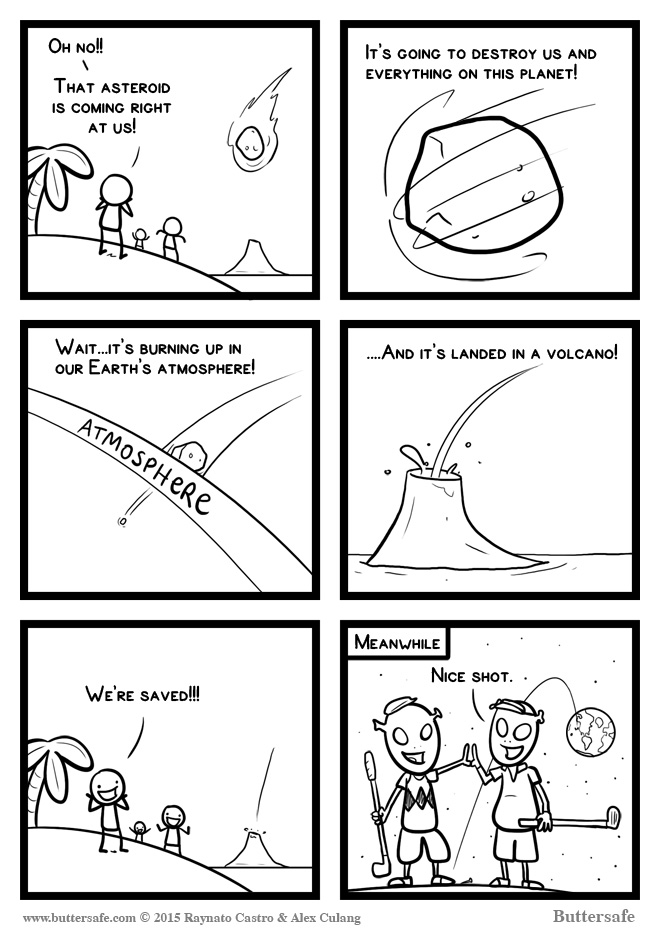 Oh no!!
That asteroid
is coming right
at us!
It's going to destroy us and
everything on this planet!
Wait...it's burning up in
our Earth's atmosphere!
ATMOSPHERE
....And it's landed in a volcano!
We're saved!!!
Meanwhile
Nice shot.
www.buttersafe.com © 2015 Raynato Castro & Alex Culang
Buttersafe